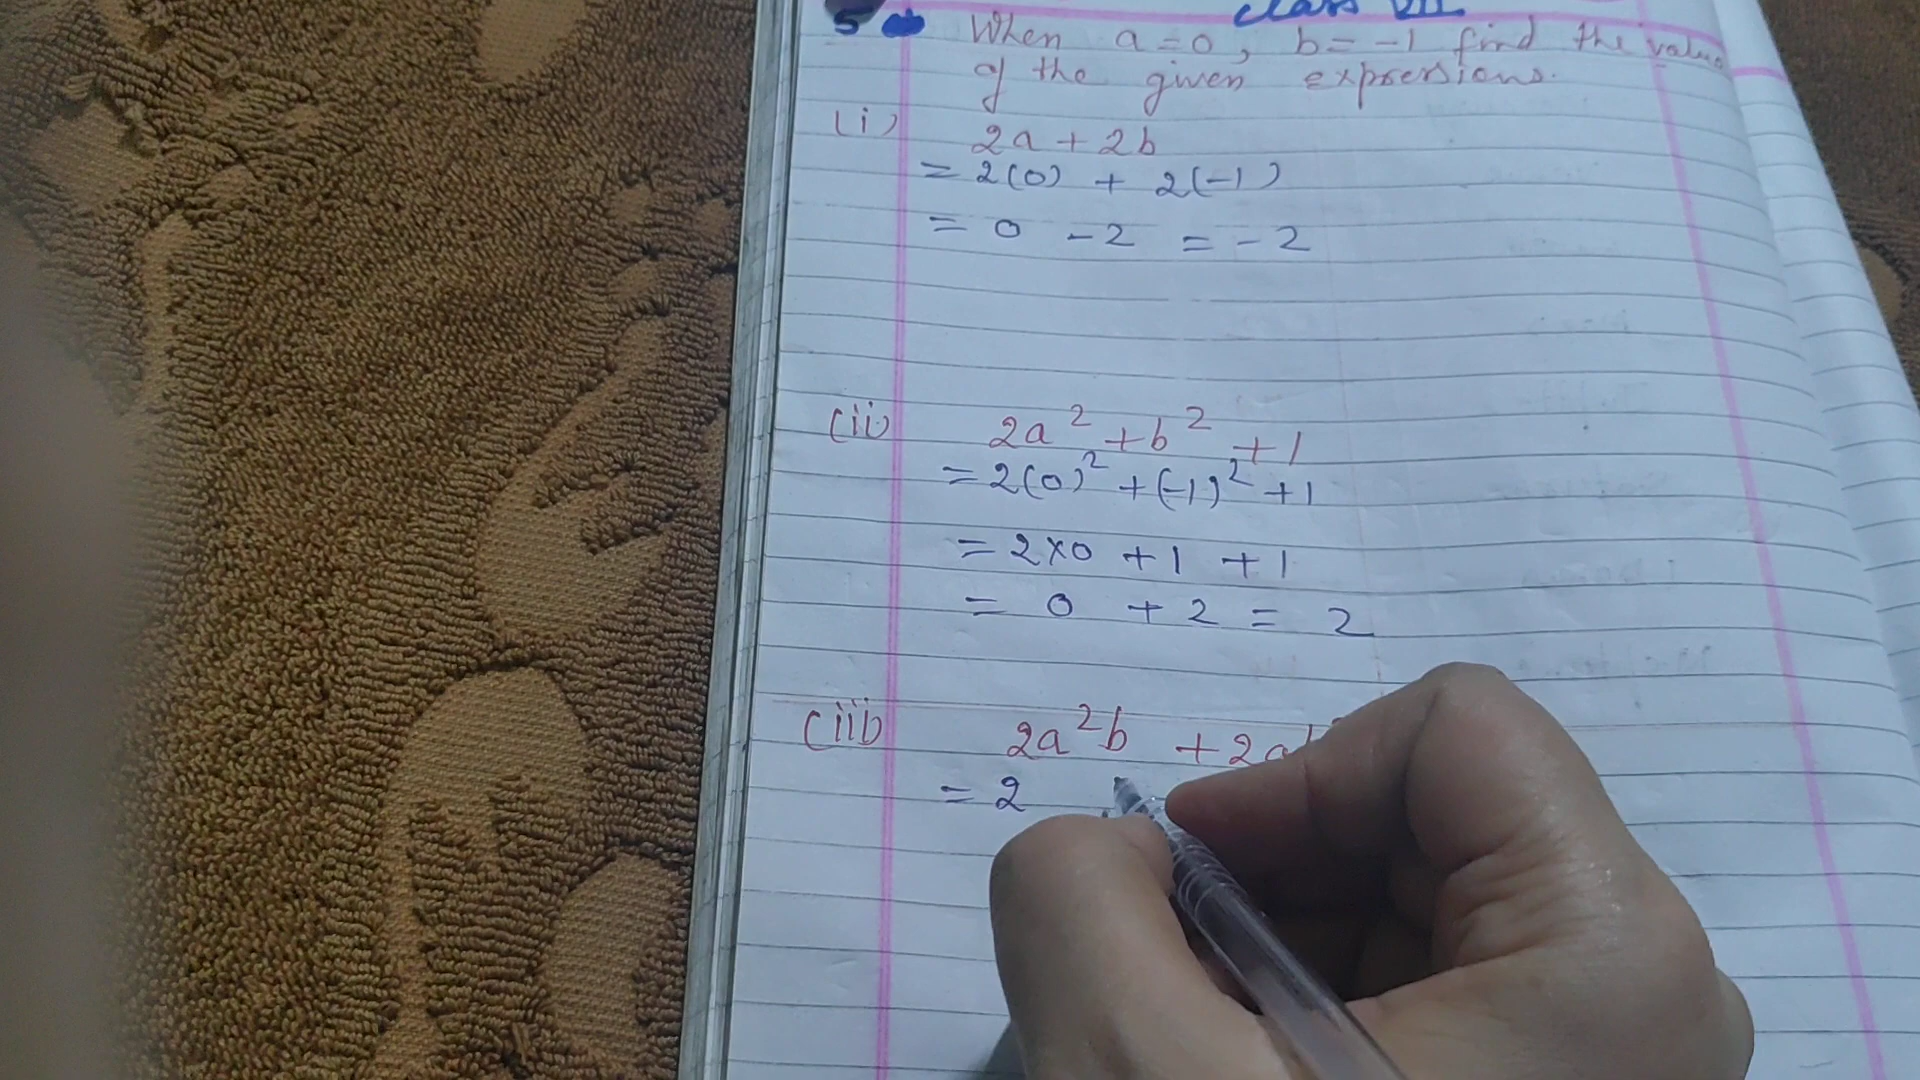 class VII
5 When a=0, b= -1 find the value
of the given expressions.
(i) 2a + 2b
= 2(0) + 2(-1)
= 0 - 2 = - 2
(ii) 2a² + b² + 1
= 2(0)² + (-1)² + 1
= 2×0 + 1 + 1
= 0 + 2 = 2
(iii) 2a²b + 2a
= 2